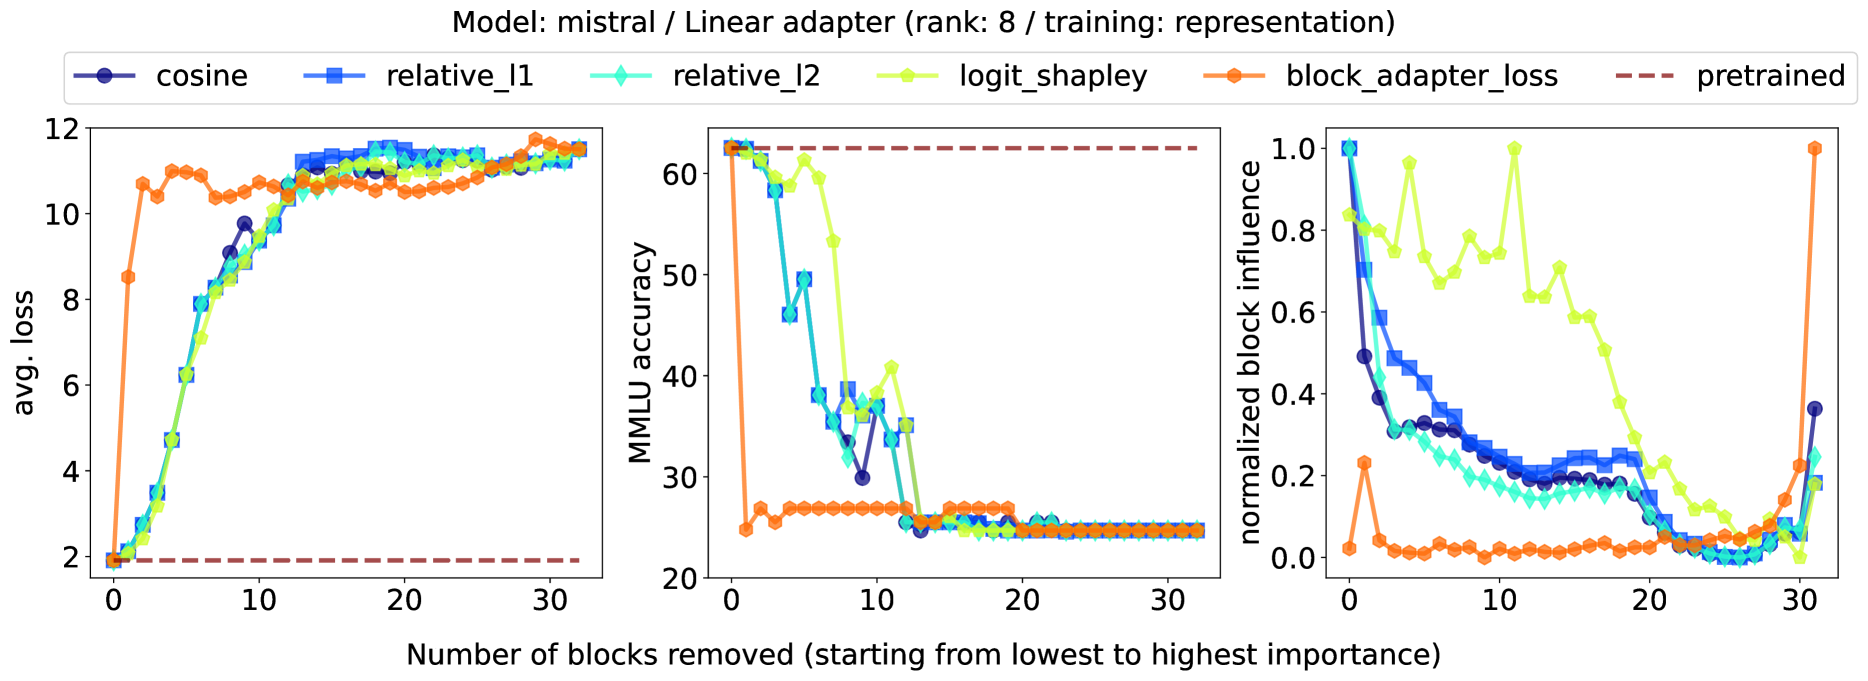 Model: mistral / Linear adapter (rank: 8 / training: representation)
cosine relative_l1 relative_l2 logit_shapley block_adapter_loss pretrained
avg. loss
12
10
8
6
4
2
0 10 20 30
MMLU accuracy
60
50
40
30
20
0 10 20 30
normalized block influence
1.0
0.8
0.6
0.4
0.2
0.0
0 10 20 30
Number of blocks removed (starting from lowest to highest importance)